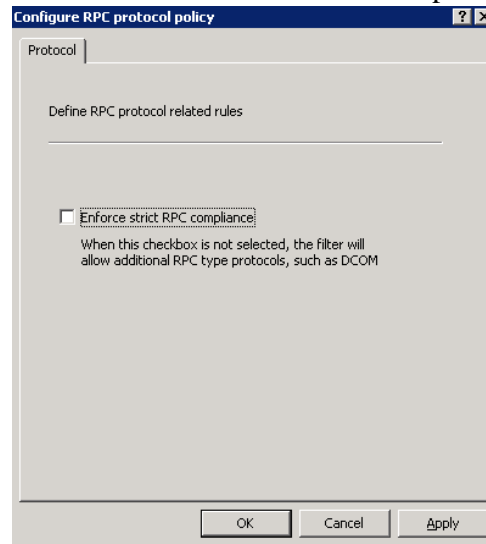 Configure RPC protocol policy
Protocol
Define RPC protocol related rules
Enforce strict RPC compliance
When this checkbox is not selected, the filter will
allow additional RPC type protocols, such as DCOM
OK Cancel Apply